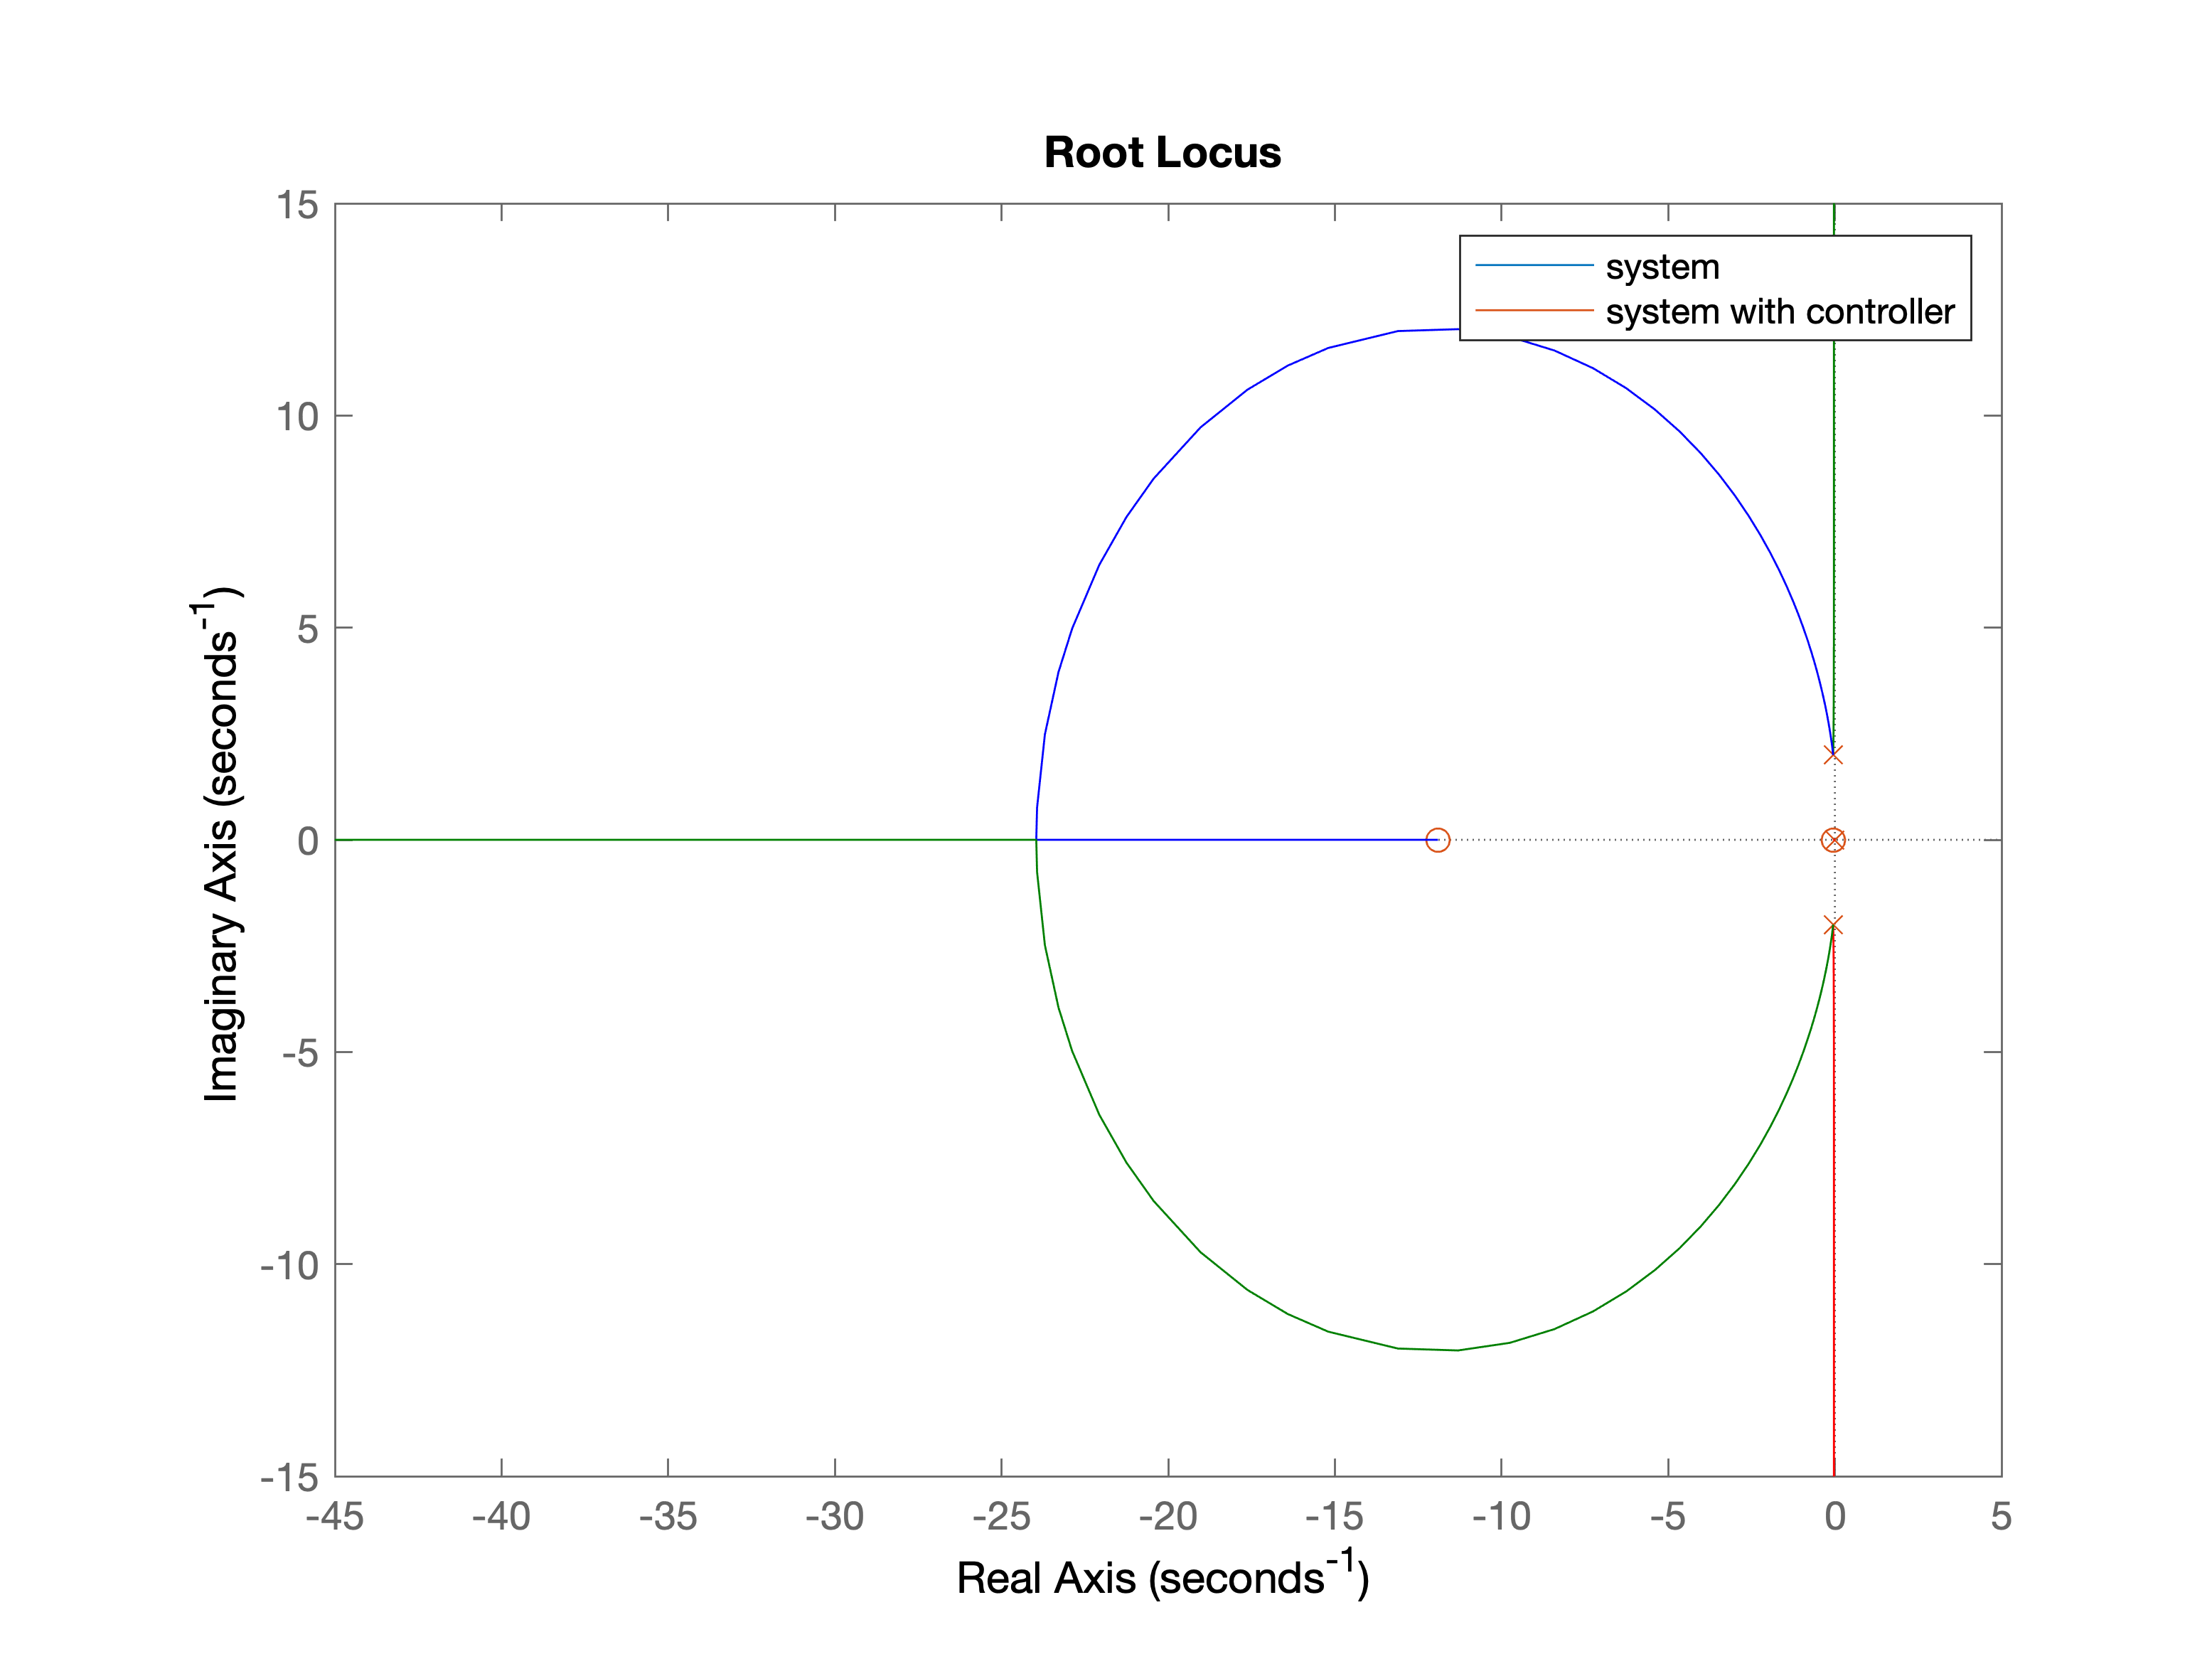 Root Locus
15
10
5
0
-5
-10
-15
system
system with controller
-45 -40 -35 -30 -25 -20 -15 -10 -5 0 5
Real Axis (seconds⁻¹)
Imaginary Axis (seconds⁻¹)